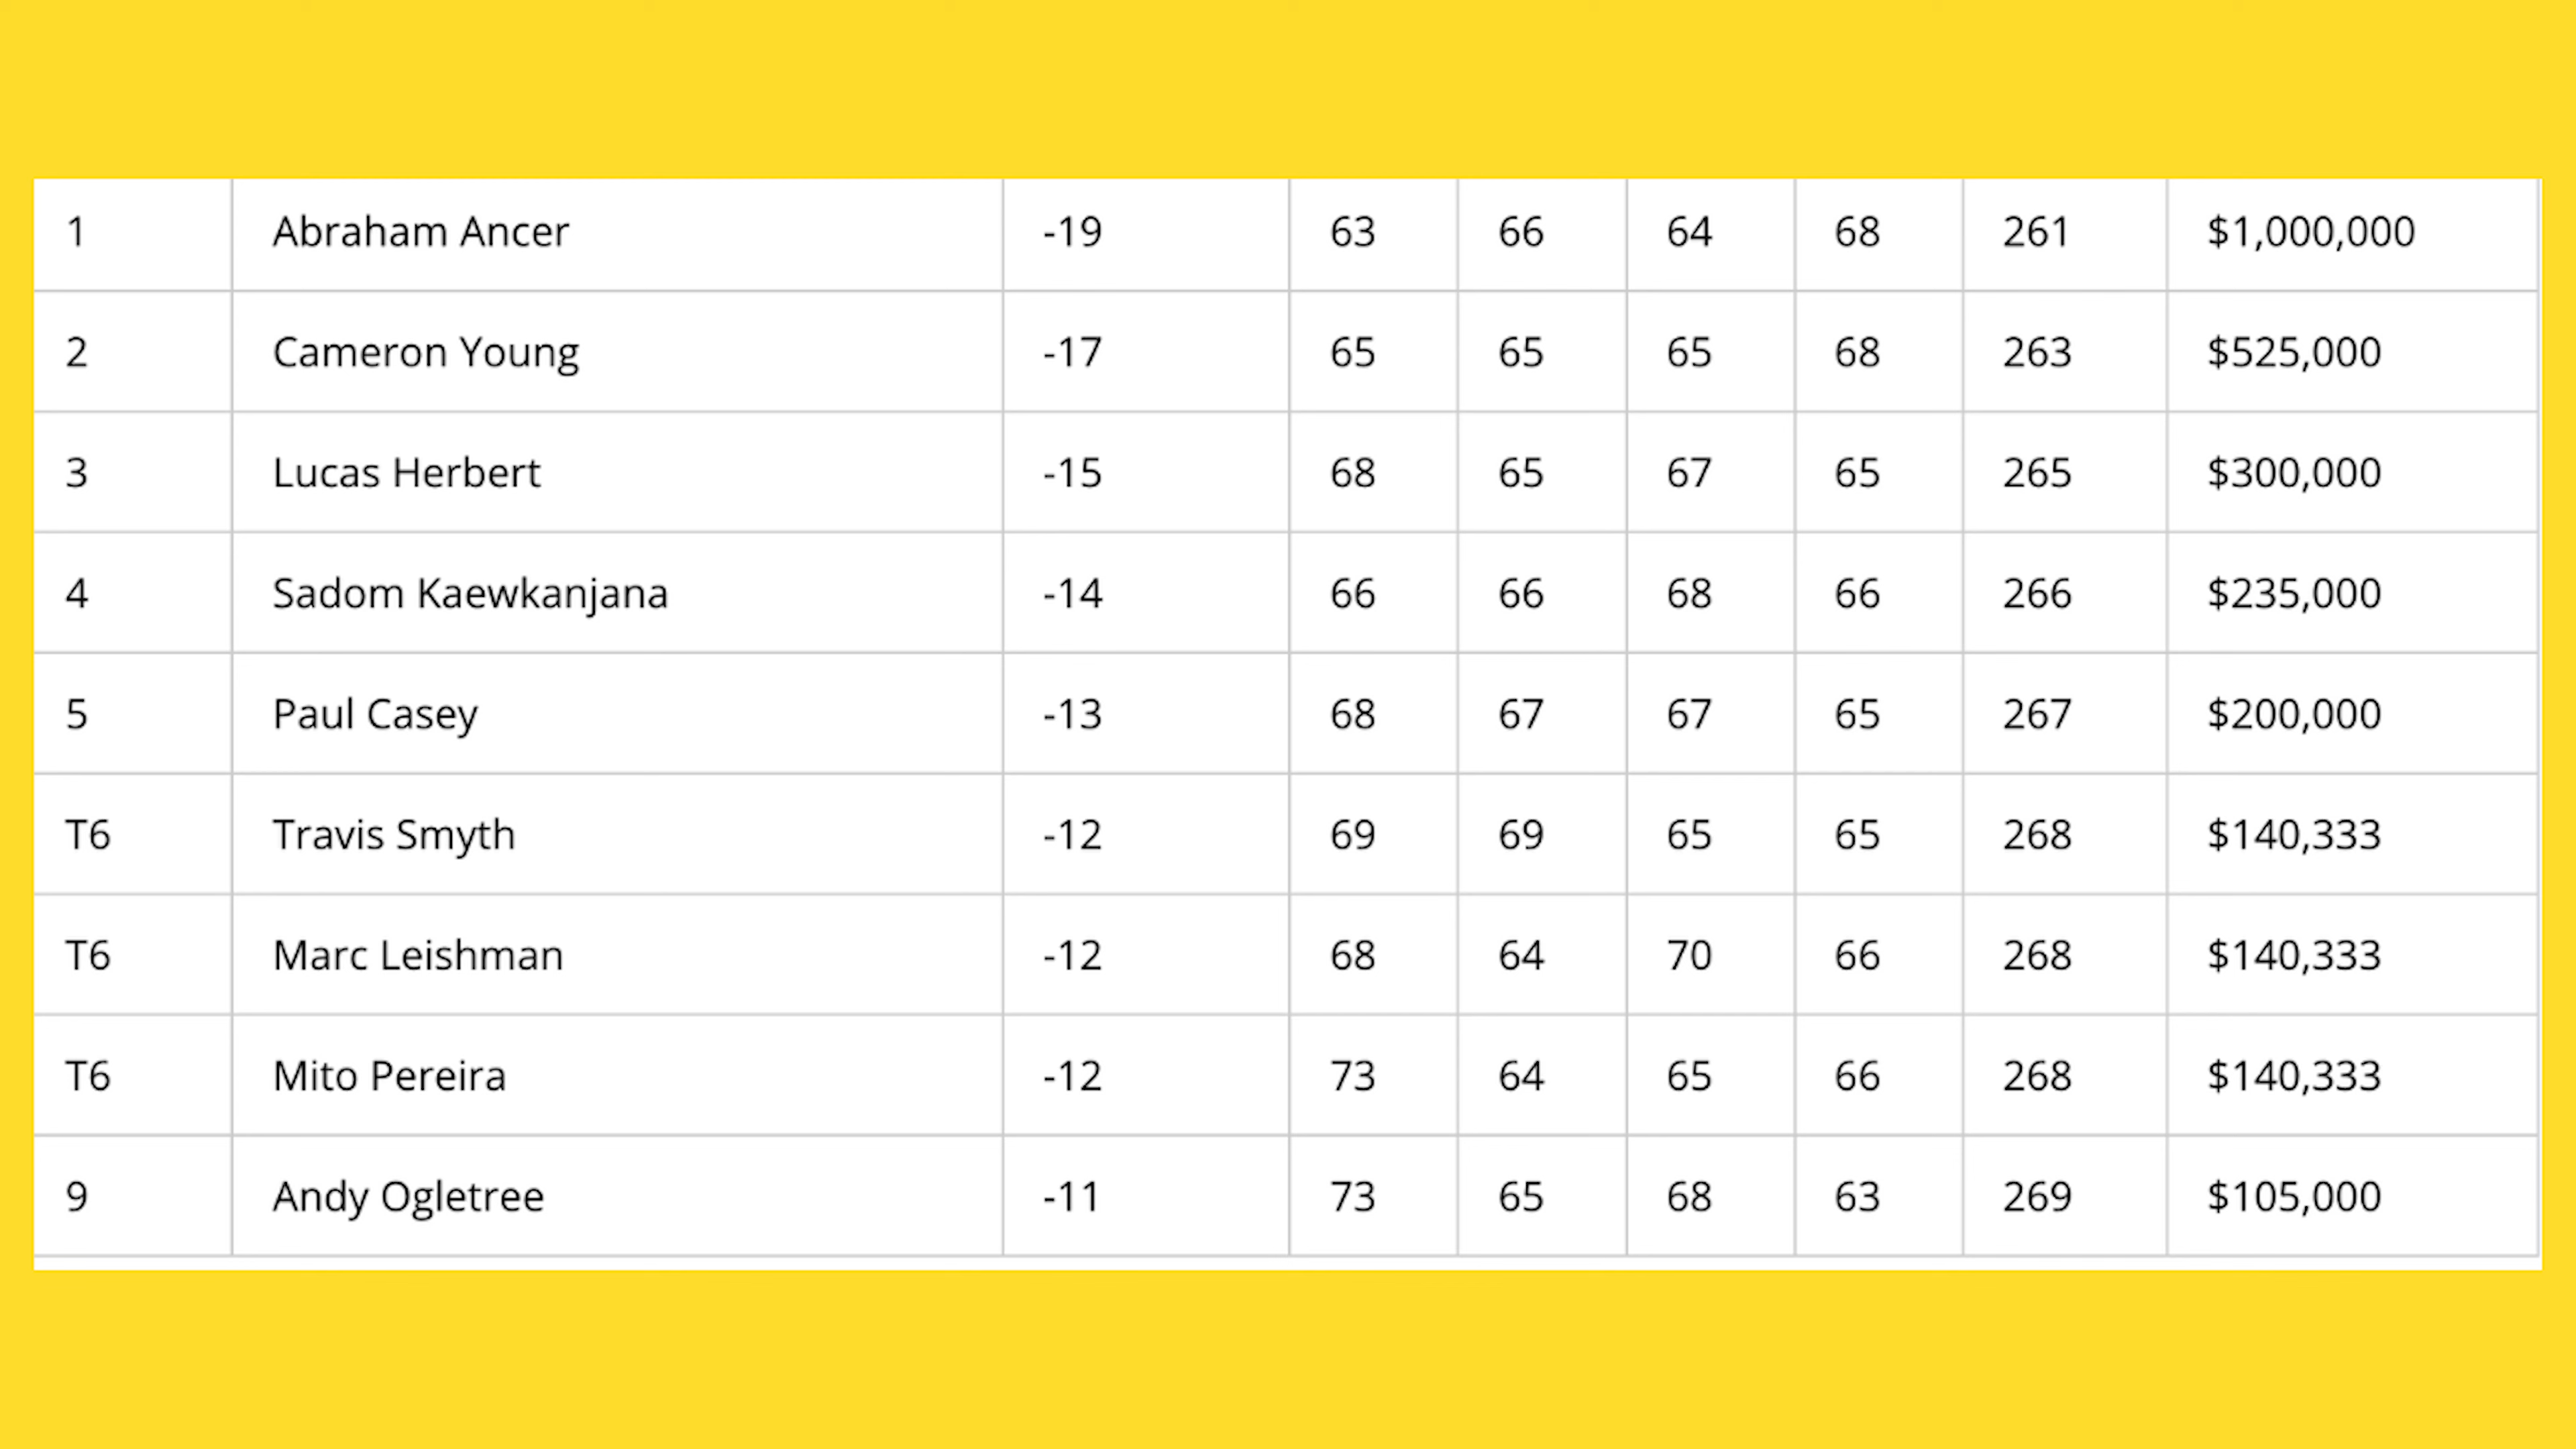 1 Abraham Ancer -19 63 66 64 68 261 $1,000,000
2 Cameron Young -17 65 65 65 68 263 $525,000
3 Lucas Herbert -15 68 65 67 65 265 $300,000
4 Sadom Kaewkanjana -14 66 66 68 66 266 $235,000
5 Paul Casey -13 68 67 67 65 267 $200,000
T6 Travis Smyth -12 69 69 65 65 268 $140,333
T6 Marc Leishman -12 68 64 70 66 268 $140,333
T6 Mito Pereira -12 73 64 65 66 268 $140,333
9 Andy Ogletree -11 73 65 68 63 269 $105,000